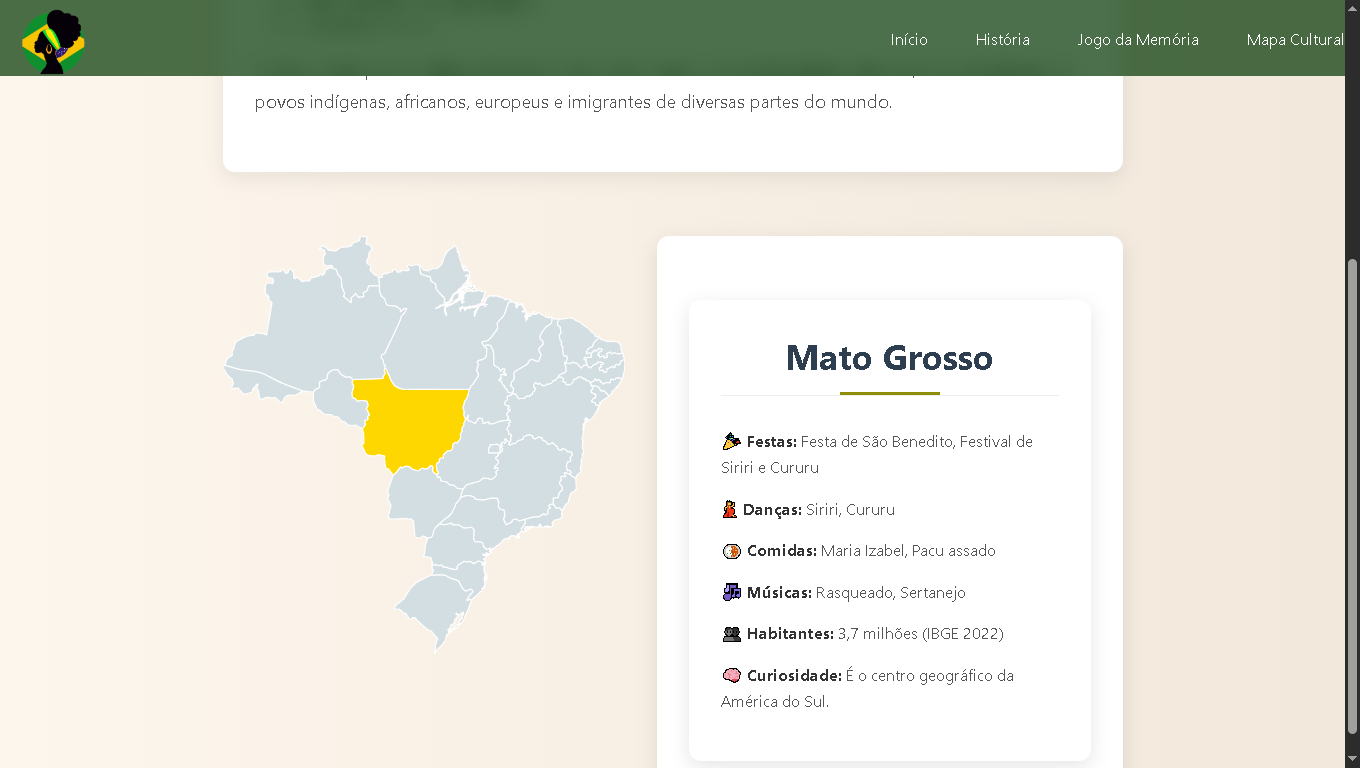 Início História Jogo da Memória Mapa Cultural
povos indígenas, africanos, europeus e imigrantes de diversas partes do mundo.
Mato Grosso
Festas: Festa de São Benedito, Festival de
Siriri e Cururu
Danças: Siriri, Cururu
Comidas: Maria Izabel, Pacu assado
Músicas: Rasqueado, Sertanejo
Habitantes: 3,7 milhões (IBGE 2022)
Curiosidade: É o centro geográfico da
América do Sul.